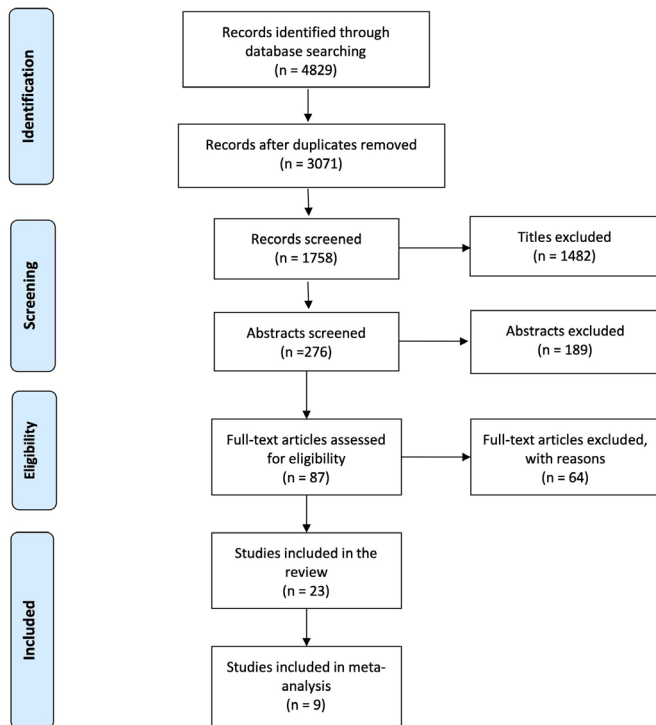 Identification
Records identified through
database searching
(n = 4829)
Records after duplicates removed
(n = 3071)
Screening
Records screened
(n = 1758)
Titles excluded
(n = 1482)
Abstracts screened
(n =276)
Abstracts excluded
(n = 189)
Eligibility
Full-text articles assessed
for eligibility
(n = 87)
Full-text articles excluded,
with reasons
(n = 64)
Included
Studies included in the
review
(n = 23)
Studies included in meta-
analysis
(n = 9)